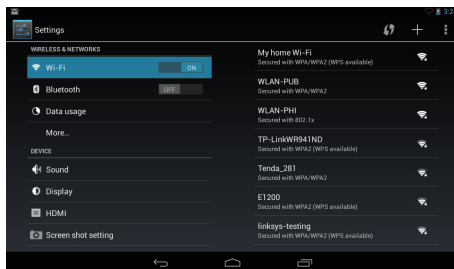 3:2
Settings
WIRELESS & NETWORKS
Wi-Fi
ON
Bluetooth
OFF
Data usage
More...
DEVICE
Sound
Display
HDMI
Screen shot setting
My home Wi-Fi
Secured with WPA/WPA2 (WPS available)
WLAN-PUB
Secured with WPA/WPA2
WLAN-PHI
Secured with 802.1x
TP-LinkWR941ND
Secured with WPA2 (WPS available)
Tenda_281
Secured with WPA/WPA2
E1200
Secured with WPA2 (WPS available)
linksys-testing
Secured with WPA/WPA2 (WPS available)